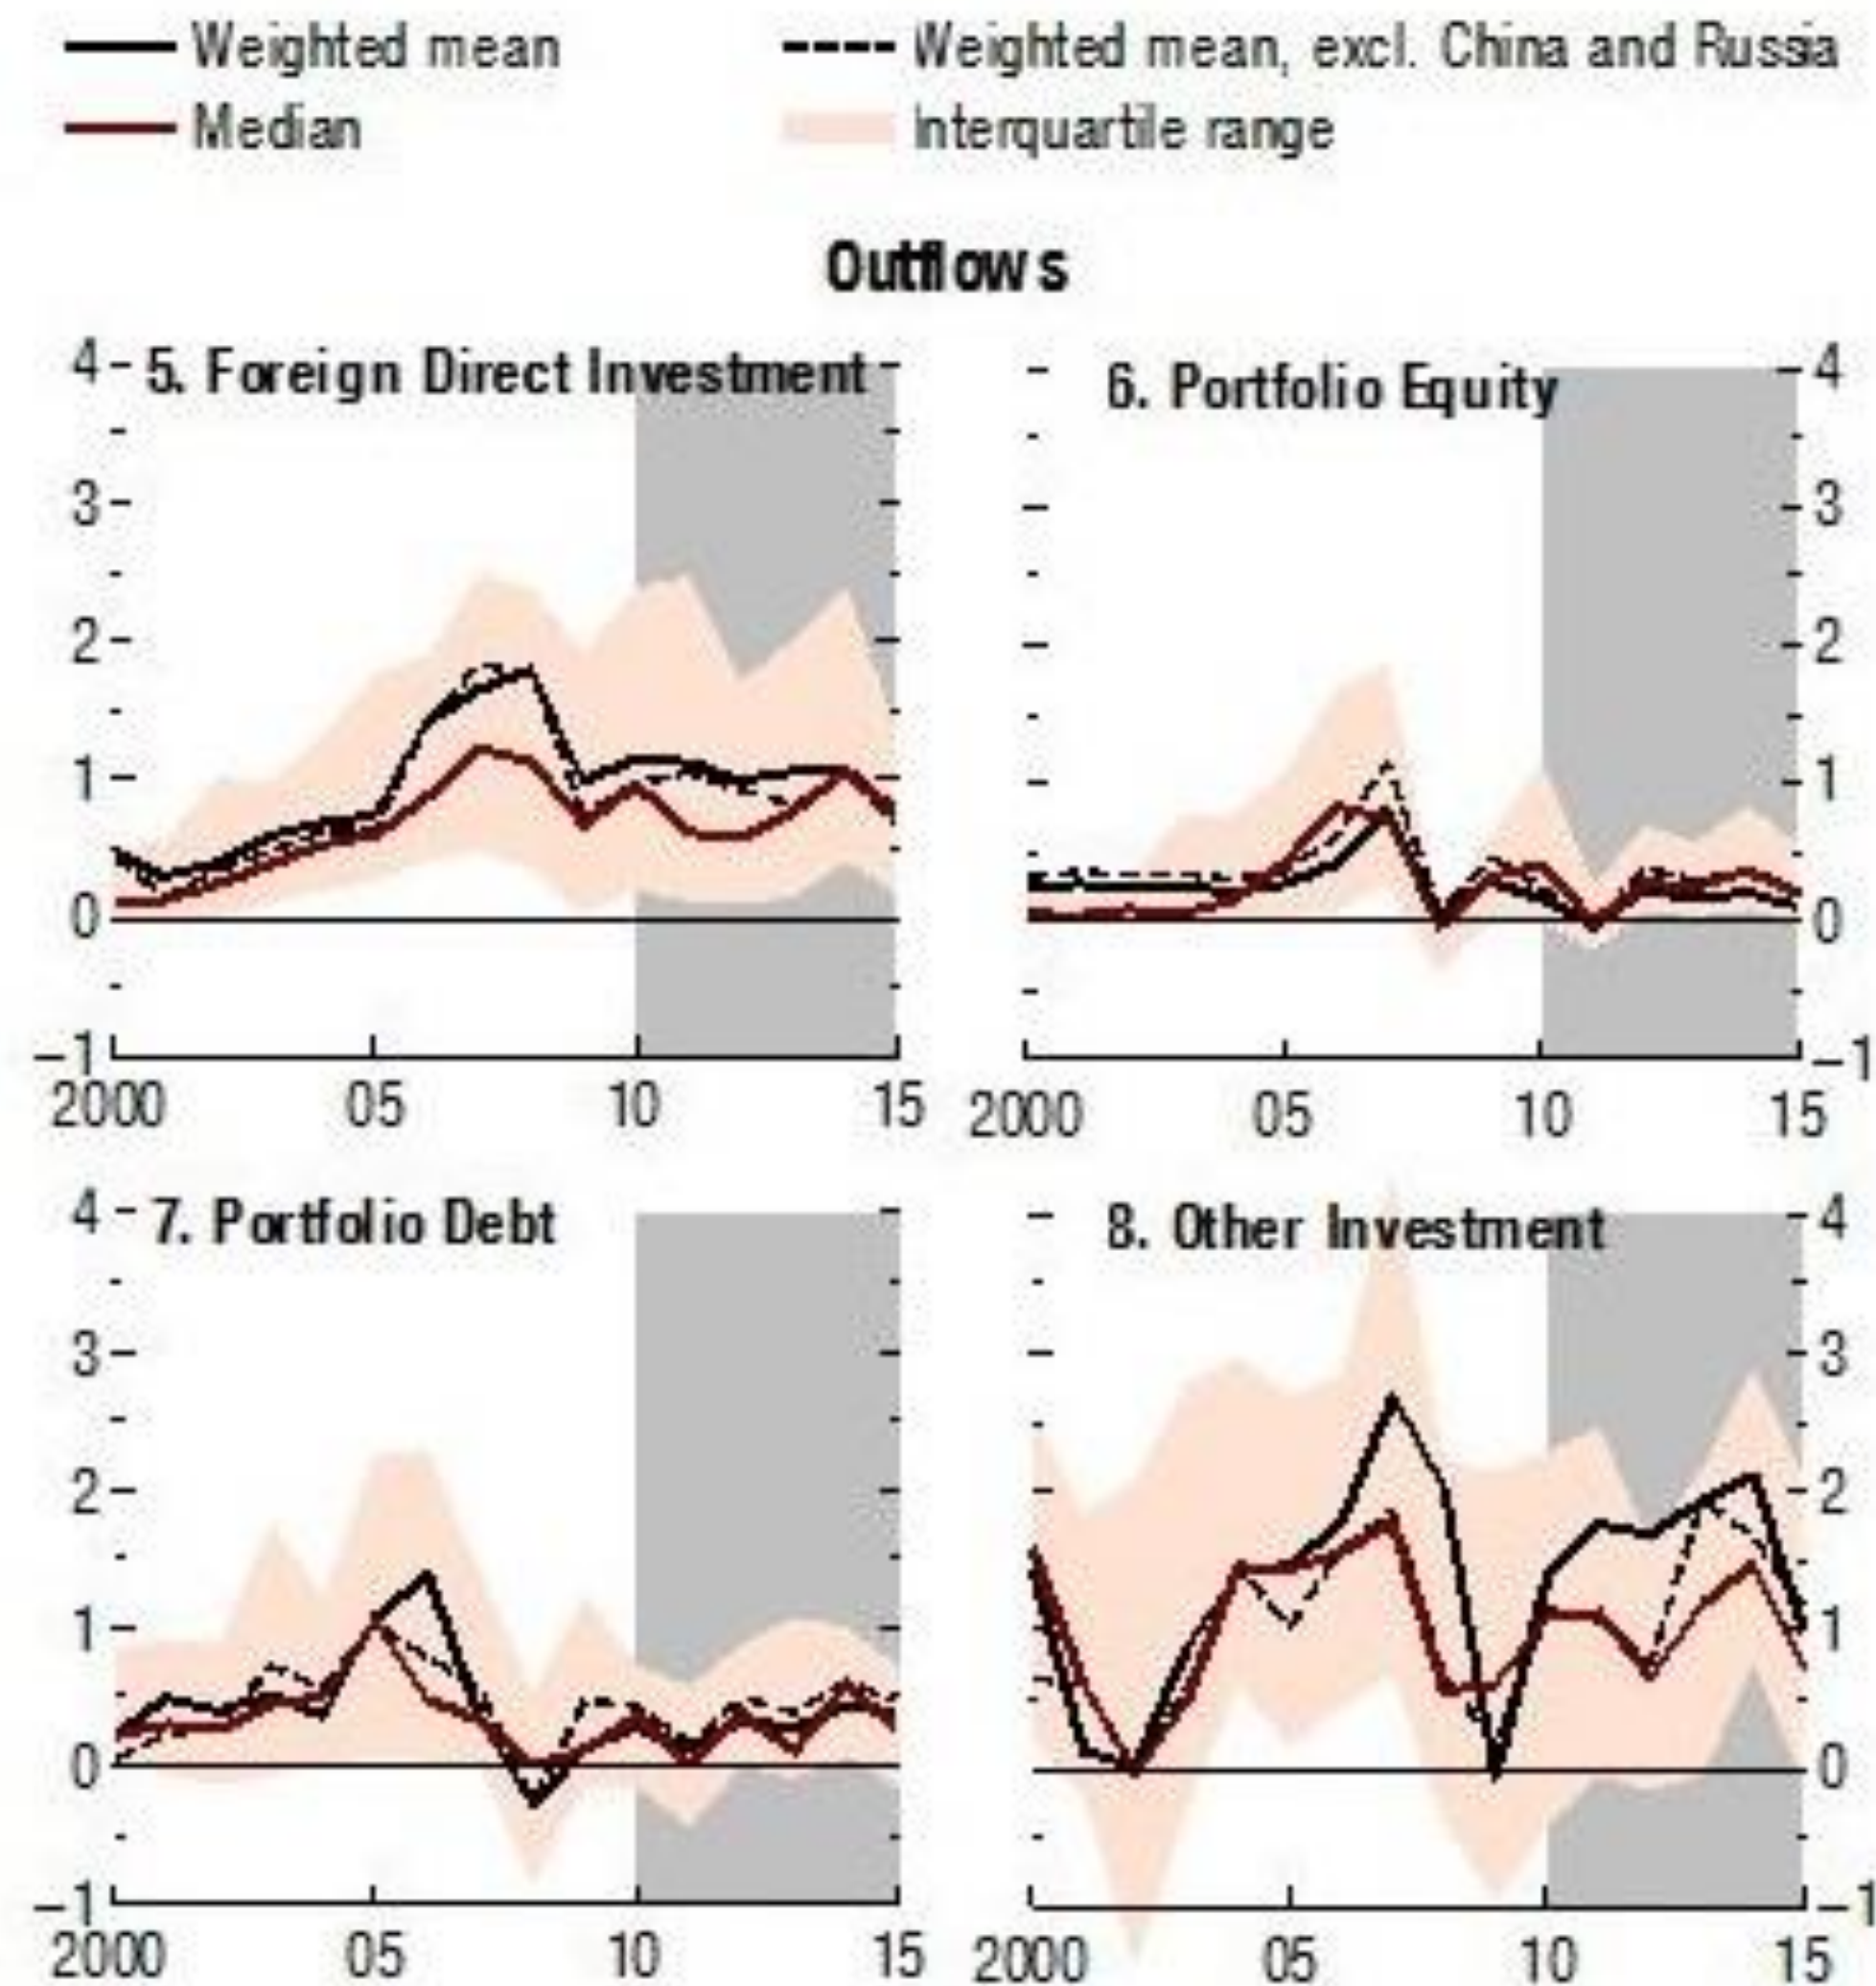 Weighted mean
Weighted mean, excl. China and Russia
Median
Interquartile range
Outflows
5. Foreign Direct Investment
4
3
2
1
0
–1
2000 05 10 15
6. Portfolio Equity
4
3
2
1
0
–1
2000 05 10 15
7. Portfolio Debt
4
3
2
1
0
–1
2000 05 10 15
8. Other Investment
4
3
2
1
0
–1
2000 05 10 15